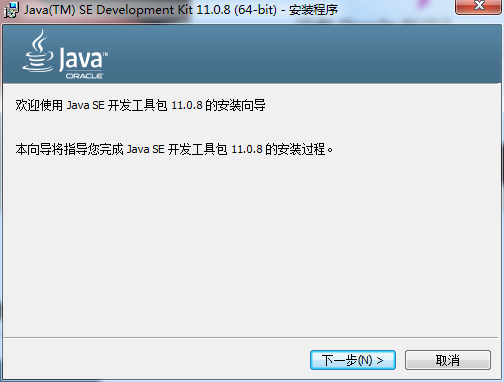 Java(TM) SE Development Kit 11.0.8 (64-bit) - 安装程序
Java™
ORACLE
欢迎使用 Java SE 开发工具包 11.0.8 的安装向导
本向导将指导您完成 Java SE 开发工具包 11.0.8 的安装过程。
下一步(N) >
取消